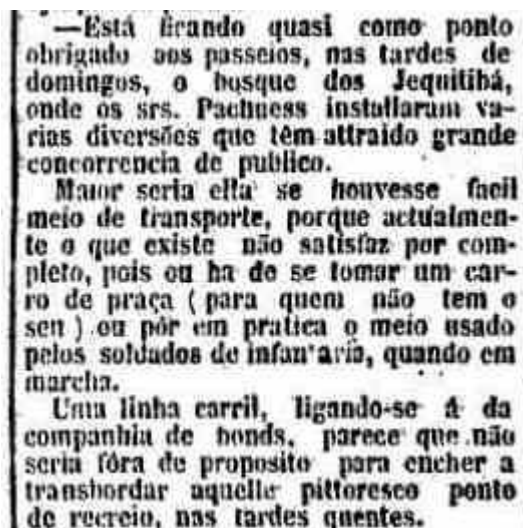 —Está ficando quasi como ponto
obrigado aos passeios, nas tardes de
domingos, o bosque dos Jequitibá,
onde os srs. Pachness installaram va-
rias diversões que têm attraido grande
concorrencia de publico.
Maior seria ella se houvesse facil
meio de transporte, porque actualmen-
te o que existe não satisfaz por com-
pleto, pois ou ha de se tomar um car-
ro de praça ( para quem não tem o
seu ) ou pôr em pratica o meio usado
pelos soldados de infantaria, quando em
marcha.
Uma linha carril, ligando-se á da
companhia de bonds, parece que não
seria fóra de proposito para encher a
transbordar aquelle pittoresco ponto
de recreio, nas tardes quentes.